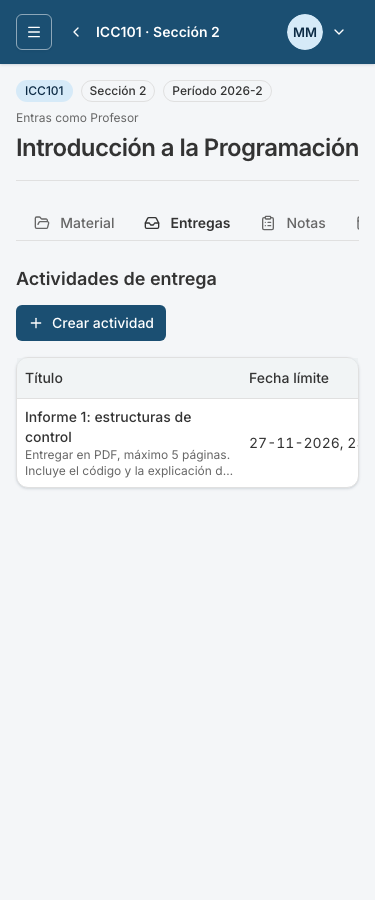 ICC101 · Sección 2
MM
ICC101
Sección 2
Período 2026-2
Entras como Profesor
Introducción a la Programación
Material
Entregas
Notas
Actividades de entrega
+ Crear actividad
Título
Fecha límite
Informe 1: estructuras de
control
Entregar en PDF, máximo 5 páginas.
Incluye el código y la explicación d...
27-11-2026, 2